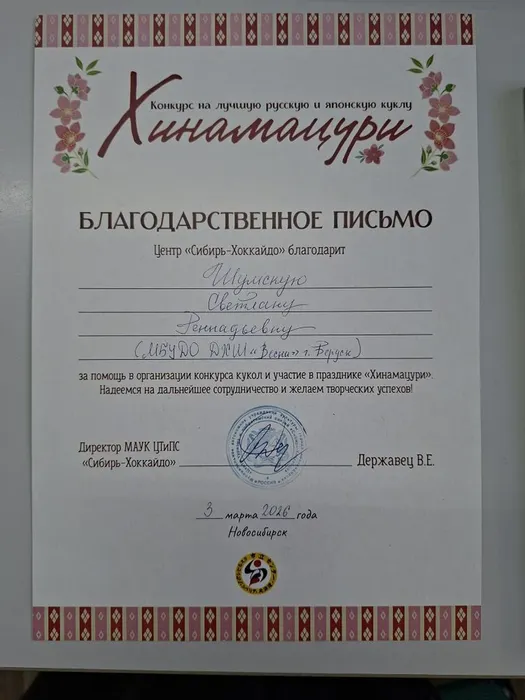 Конкурс на лучшую русскую и японскую куклу
Хинамацури
БЛАГОДАРСТВЕННОЕ ПИСЬМО
Центр «Сибирь-Хоккайдо» благодарит
Шумскую
Светлану
Геннадьевну
(МБУДО ДХШ «Весна» г. Бердск)
за помощь в организации конкурса кукол и участие в празднике «Хинамацури».
Надеемся на дальнейшее сотрудничество и желаем творческих успехов!
Директор МАУК ЦТиПС
«Сибирь-Хоккайдо»
Державец В.Е.
3 марта 2026 года
Новосибирск